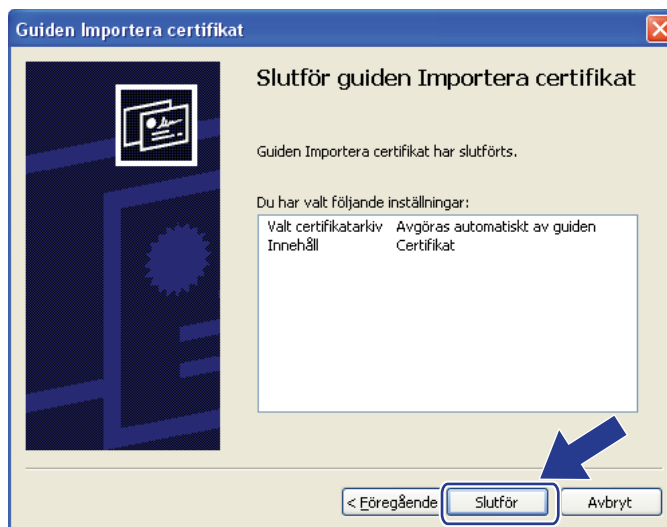 Guiden Importera certifikat
Slutför guiden Importera certifikat
Guiden Importera certifikat har slutförts.
Du har valt följande inställningar:
Valt certifikatarkiv Avgöras automatiskt av guiden
Innehåll Certifikat
< Föregående Slutför Avbryt